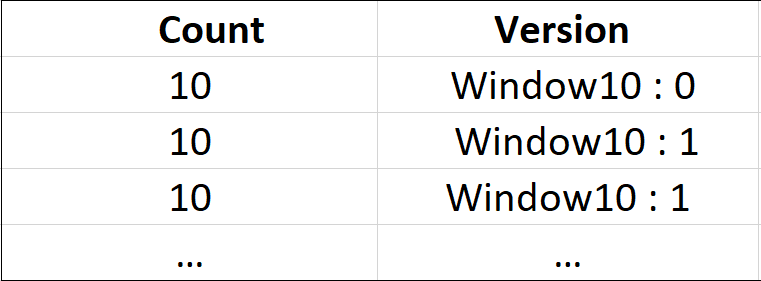 Count Version
10 Window10 : 0
10 Window10 : 1
10 Window10 : 1
... ...